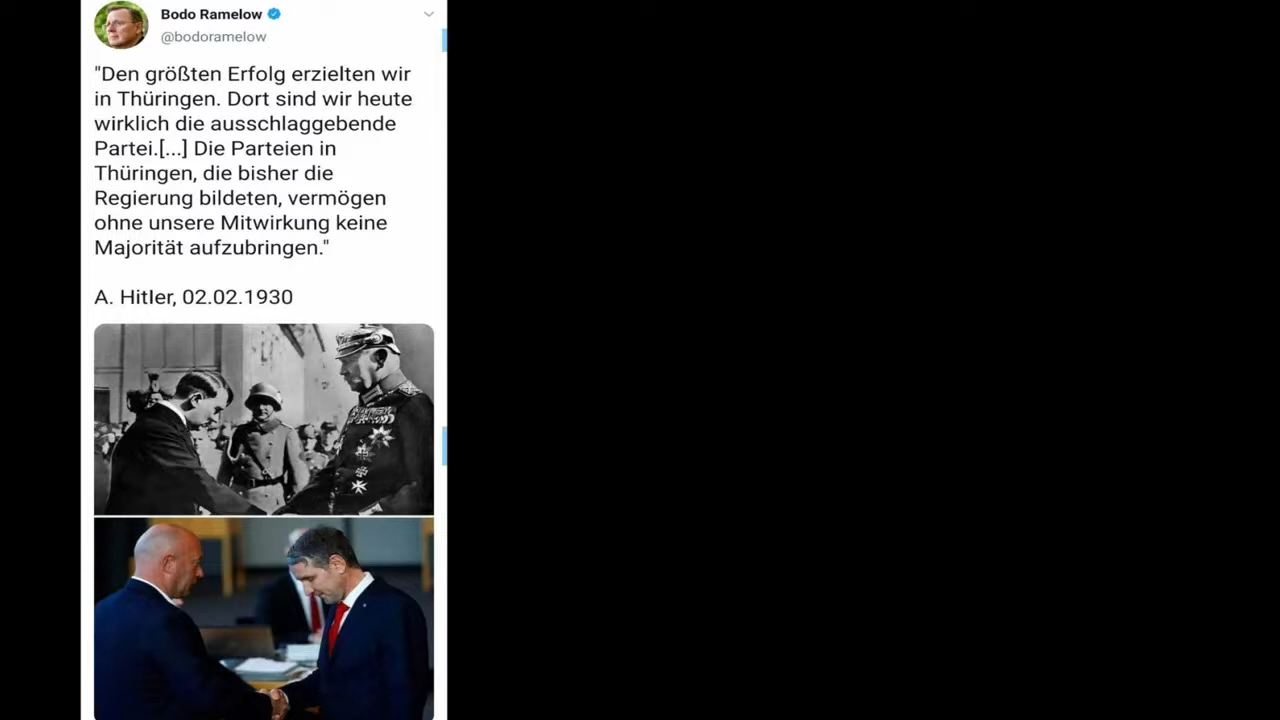 Bodo Ramelow
@bodoramelow
"Den größten Erfolg erzielten wir
in Thüringen. Dort sind wir heute
wirklich die ausschlaggebende
Partei.[...] Die Parteien in
Thüringen, die bisher die
Regierung bildeten, vermögen
ohne unsere Mitwirkung keine
Majorität aufzubringen."
A. Hitler, 02.02.1930